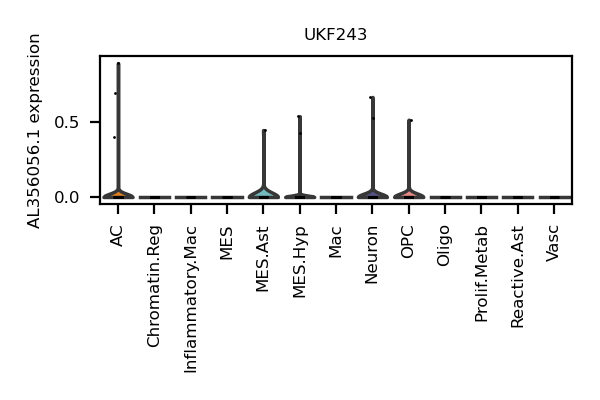 UKF243
AL356056.1 expression
0.5
0.0
AC
Chromatin.Reg
Inflammatory.Mac
MES
MES.Ast
MES.Hyp
Mac
Neuron
OPC
Oligo
Prolif.Metab
Reactive.Ast
Vasc